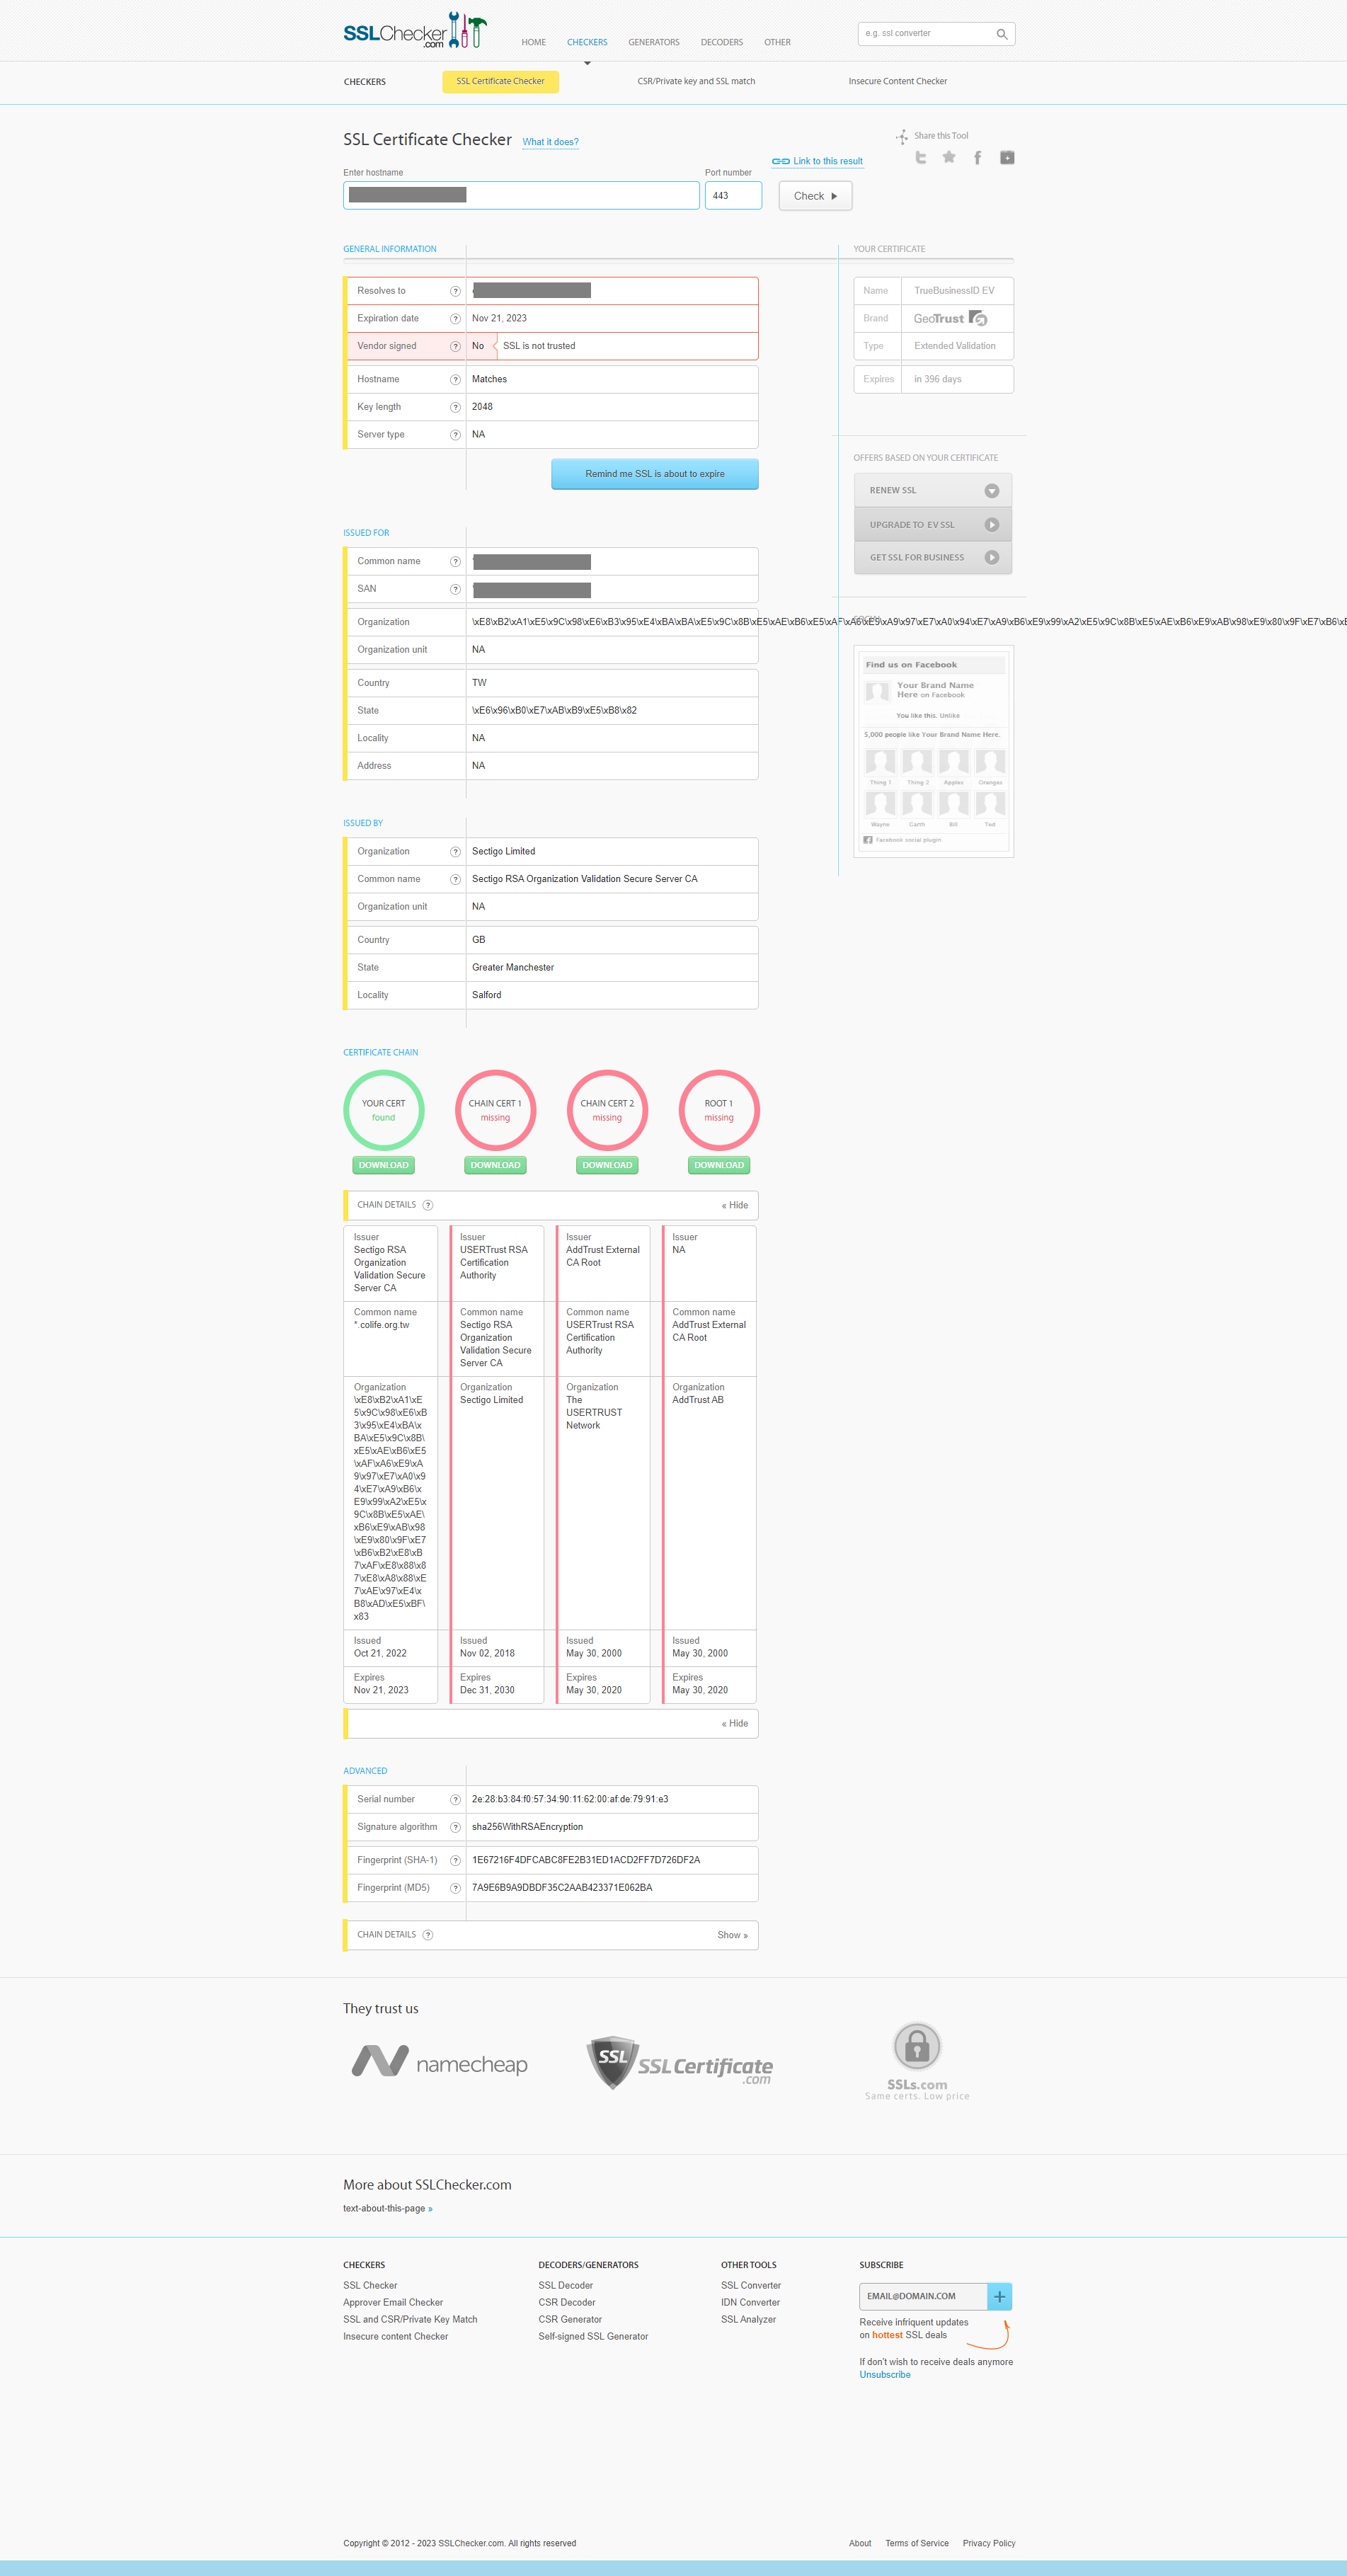 SSLChecker
.com
HOME CHECKERS GENERATORS DECODERS OTHER
e.g. ssl converter
CHECKERS SSL Certificate Checker CSR/Private key and SSL match Insecure Content Checker
SSL Certificate Checker What it does?
Share this Tool
Link to this result
Enter hostname Port number
443 Check
GENERAL INFORMATION
Resolves to ?
Expiration date ? Nov 21, 2023
Vendor signed ? No SSL is not trusted
Hostname ? Matches
Key length ? 2048
Server type ? NA
Remind me SSL is about to expire
YOUR CERTIFICATE
Name TrueBusinessID EV
Brand GeoTrust
Type Extended Validation
Expires in 396 days
OFFERS BASED ON YOUR CERTIFICATE
RENEW SSL
UPGRADE TO EV SSL
GET SSL FOR BUSINESS
ISSUED FOR
Common name ?
SAN ?
Organization \xE8\xB2\xA1\xE5\x9C\x98\xE6\xB3\x95\xE4\xBA\xBA\xE5\x9C\x8B\xE5\xAE\xB6\xE5\xAF\xA6\xE9\xA9\x97\xE7\xA0\x94\xE7\xA9\xB6\xE9\x99\xA2\xE5\x9C\x8B\xE5\xAE\xB6\xE9\xAB\x98\xE9\x80\x9F\xE7\xB6\xB
Organization unit NA
Country TW
State \xE6\x96\xB0\xE7\xAB\xB9\xE5\xB8\x82
Locality NA
Address NA
SOCIAL
Find us on Facebook
Your Brand Name
Here on Facebook
You like this. Unlike
5,000 people like Your Brand Name Here.
Thing 1 Thing 2 Apples Oranges
Wayne Garth Bill Ted
Facebook social plugin
ISSUED BY
Organization ? Sectigo Limited
Common name ? Sectigo RSA Organization Validation Secure Server CA
Organization unit NA
Country GB
State Greater Manchester
Locality Salford
CERTIFICATE CHAIN
YOUR CERT CHAIN CERT 1 CHAIN CERT 2 ROOT 1
found missing missing missing
DOWNLOAD DOWNLOAD DOWNLOAD DOWNLOAD
CHAIN DETAILS ? « Hide
Issuer
Sectigo RSA
Organization
Validation Secure
Server CA
Issuer
USERTrust RSA
Certification
Authority
Issuer
AddTrust External
CA Root
Issuer
NA
Common name
*.colife.org.tw
Common name
Sectigo RSA
Organization
Validation Secure
Server CA
Common name
USERTrust RSA
Certification
Authority
Common name
AddTrust External
CA Root
Organization
\xE8\xB2\xA1\xE
5\x9C\x98\xE6\xB
3\x95\xE4\xBA\x
BA\xE5\x9C\x8B\
xE5\xAE\xB6\xE5
\xAF\xA6\xE9\xA
9\x97\xE7\xA0\x9
4\xE7\xA9\xB6\x
E9\x99\xA2\xE5\x
9C\x8B\xE5\xAE\
xB6\xE9\xAB\x98
\xE9\x80\x9F\xE7
\xB6\xB2\xE8\xB
7\xAF\xE8\x88\x8
7\xE8\xA8\x88\xE
7\xAE\x97\xE4\x
B8\xAD\xE5\xBF\
x83
Organization
Sectigo Limited
Organization
The
USERTRUST
Network
Organization
AddTrust AB
Issued Issued Issued Issued
Oct 21, 2022 Nov 02, 2018 May 30, 2000 May 30, 2000
Expires Expires Expires Expires
Nov 21, 2023 Dec 31, 2030 May 30, 2020 May 30, 2020
« Hide
ADVANCED
Serial number ? 2e:28:b3:84:f0:57:34:90:11:62:00:af:de:79:91:e3
Signature algorithm ? sha256WithRSAEncryption
Fingerprint (SHA-1) ? 1E67216F4DFCABC8FE2B31ED1ACD2FF7D726DF2A
Fingerprint (MD5) ? 7A9E6B9A9DBDF35C2AAB423371E062BA
CHAIN DETAILS ? Show »
They trust us
namecheap
SSL SSLCertificate
.com
SSLs.com
Same certs. Low price
More about SSLChecker.com
text-about-this-page »
CHECKERS DECODERS/GENERATORS OTHER TOOLS SUBSCRIBE
SSL Checker SSL Decoder SSL Converter
Approver Email Checker CSR Decoder IDN Converter
SSL and CSR/Private Key Match CSR Generator SSL Analyzer
Insecure content Checker Self-signed SSL Generator
EMAIL@DOMAIN.COM
Receive infriquent updates
on hottest SSL deals
If don't wish to receive deals anymore
Unsubscribe
Copyright © 2012 - 2023 SSLChecker.com. All rights reserved About Terms of Service Privacy Policy